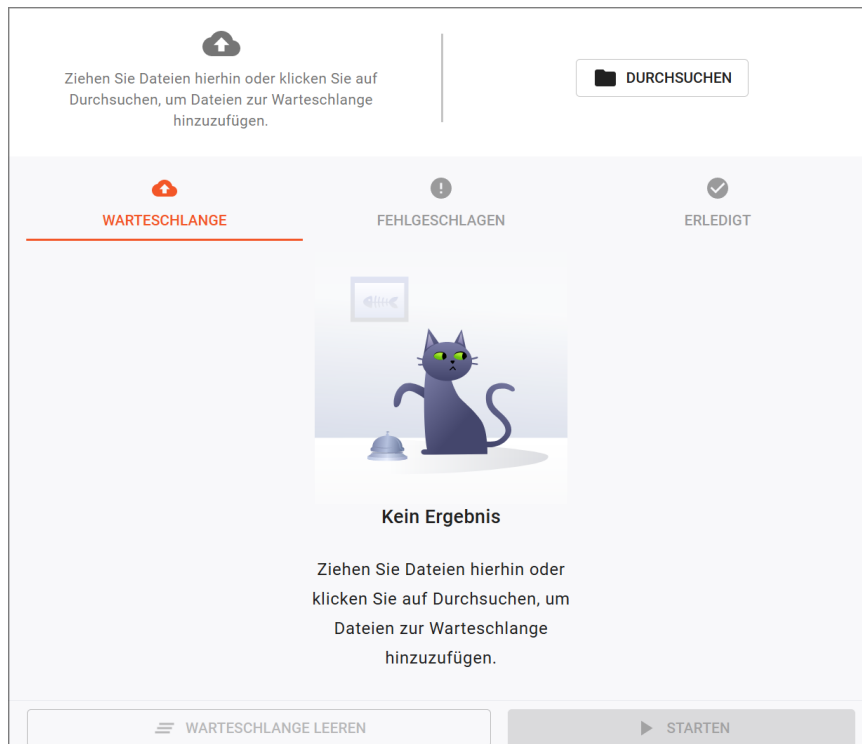 Ziehen Sie Dateien hierhin oder klicken Sie auf
Durchsuchen, um Dateien zur Warteschlange
hinzuzufügen.
DURCHSUCHEN
WARTESCHLANGE
FEHLGESCHLAGEN
ERLEDIGT
Kein Ergebnis
Ziehen Sie Dateien hierhin oder
klicken Sie auf Durchsuchen, um
Dateien zur Warteschlange
hinzuzufügen.
WARTESCHLANGE LEEREN
STARTEN